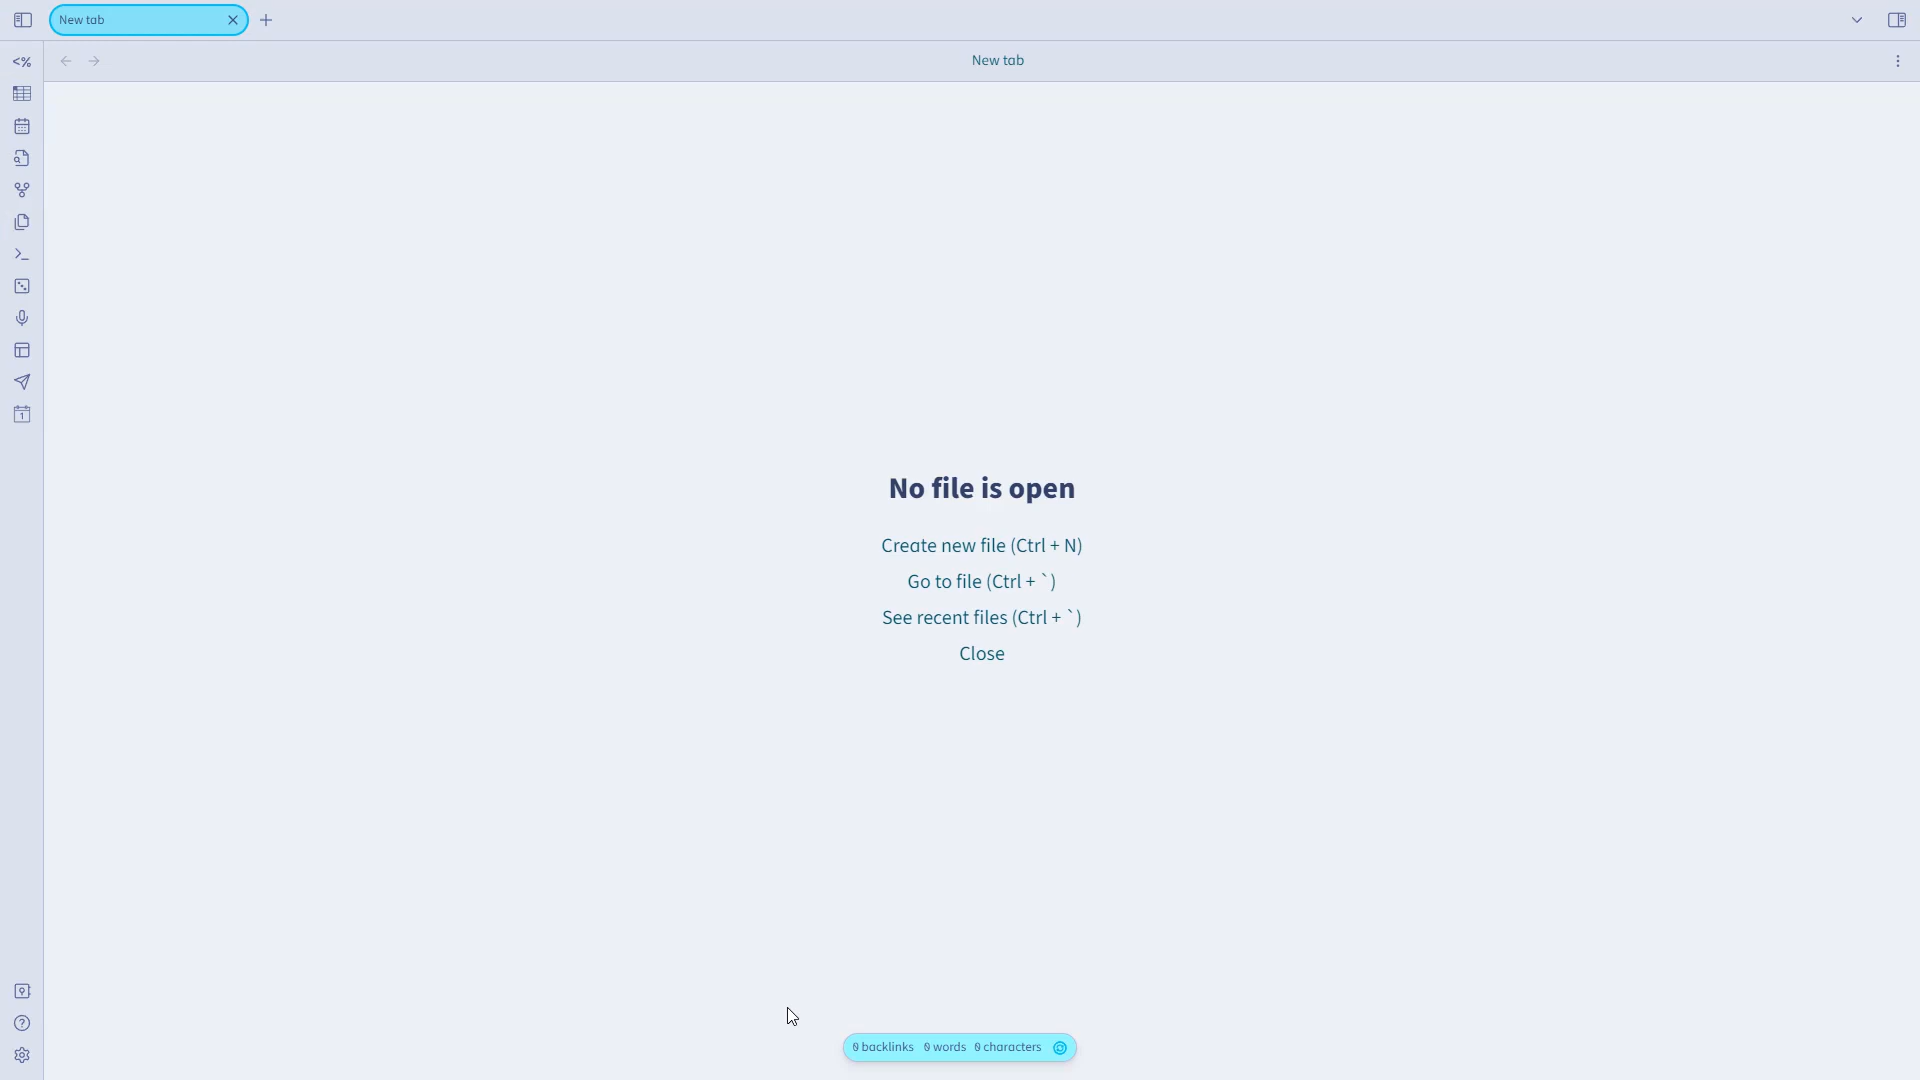 New tab
New tab
<%
1
No file is open
Create new file (Ctrl + N)
Go to file (Ctrl + `)
See recent files (Ctrl + `)
Close
0 backlinks 0 words 0 characters